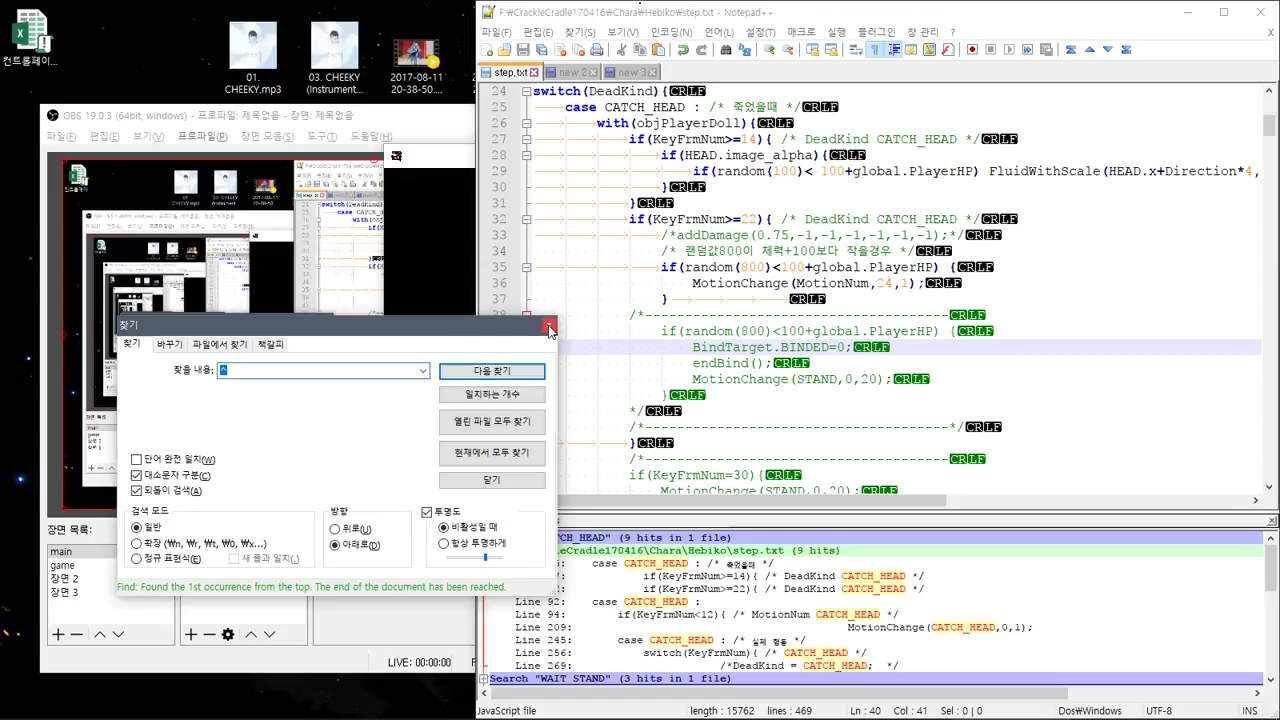 컨트롤페이...
01.
CHEEKY.mp3
03. CHEEKY
(Instrument...
2017-08-11
20-38-50....
OBS 19.0.3 (64bit, windows) - 프로파일: 제목없음 - 장면: 제목없음
파일(F) 편집(E) 보기(V) 프로파일(P) 장면 모음(S) 도구(T) 도움말(H)
장면 목록:
main
game
장면 2
장면 3
LIVE: 00:00:00
찾기
찾기 바꾸기 파일에서 찾기 책갈피
찾을 내용:
다음 찾기
일치하는 개수
열린 파일 모두 찾기
현재에서 모두 찾기
닫기
단어 완전 일치(W)
대소문자 구분(C)
되돌이 검색(A)
검색 모드
일반
확장 (₩n, ₩r, ₩t, ₩0, ₩x...)
정규 표현식(E) 새 줄과 일치(.)
방향
위로(U)
아래로(D)
투명도
비활성일 때
항상 투명하게
Find: Found the 1st occurrence from the top. The end of the document has been reached.
F:₩CrackleCradle170416₩Chara₩Hebiko₩step.txt - Notepad++
파일(F) 편집(E) 찾기(S) 보기(V) 인코딩(N) 언어(L) 설정(T) 매크로 실행 플러그인 창 관리 ?
step.txt new 2 new 3
24 switch(DeadKind){CRLF
25 case CATCH_HEAD : /* 죽었을때 */CRLF
26 with(objPlayerDoll){CRLF
27 if(KeyFrmNum>=14){ /* DeadKind CATCH_HEAD */CRLF
28 if(HEAD.image_alpha){CRLF
29 if(random(10)< 100+global.PlayerHP) FluidWithScale(HEAD.x+Direction*4,
30 }CRLF
31 }CRLF
32 if(KeyFrmNum>=22){ /* DeadKind CATCH_HEAD */CRLF
33 /*addDamage(0.75,-1,-1,-1,-1,-1,-1);*/CRLF
34 /* 랜덤값800이 체력+100보다 작을경우 */CRLF
35 if(random(800)<100+global.PlayerHP) {CRLF
36 MotionChange(MotionNum,24,1);CRLF
37 } CRLF
38 /*--------------------------------------CRLF
if(random(800)<100+global.PlayerHP) {CRLF
BindTarget.BINDED=0;CRLF
endBind();CRLF
MotionChange(STAND,0,20);CRLF
}CRLF
*/CRLF
/*--------------------------------------*/CRLF
}CRLF
/*--------------------------------------CRLF
if(KeyFrmNum=30){CRLF
MotionChange(STAND,0,20);CRLF
CH_HEAD" (9 hits in 1 file)
leCradle170416\Chara\Hebiko\step.txt (9 hits)
case CATCH_HEAD : /* 죽었을때 */
if(KeyFrmNum>=14){ /* DeadKind CATCH_HEAD */
if(KeyFrmNum>=22){ /* DeadKind CATCH_HEAD */
Line 92: case CATCH_HEAD :
Line 94: if(KeyFrmNum<12){ /* MotionNum CATCH_HEAD */
Line 209: MotionChange(CATCH_HEAD,0,1);
Line 245: case CATCH_HEAD : /* 실제 행동 */
Line 256: switch(KeyFrmNum){ /* CATCH_HEAD */
Line 269: /*DeadKind = CATCH_HEAD; */
Search "WAIT STAND" (3 hits in 1 file)
JavaScript file length : 15762 lines : 469 Ln : 40 Col : 41 Sel : 0 | 0 Dos₩Windows UTF-8 INS